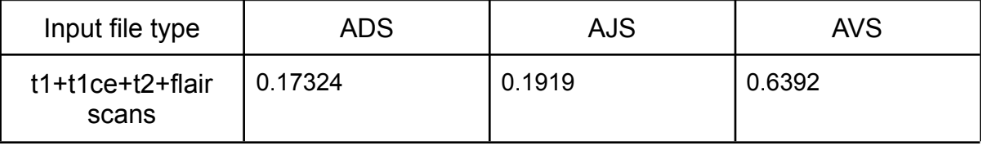 Input file type ADS AJS AVS
t1+t1ce+t2+flair 0.17324 0.1919 0.6392
scans